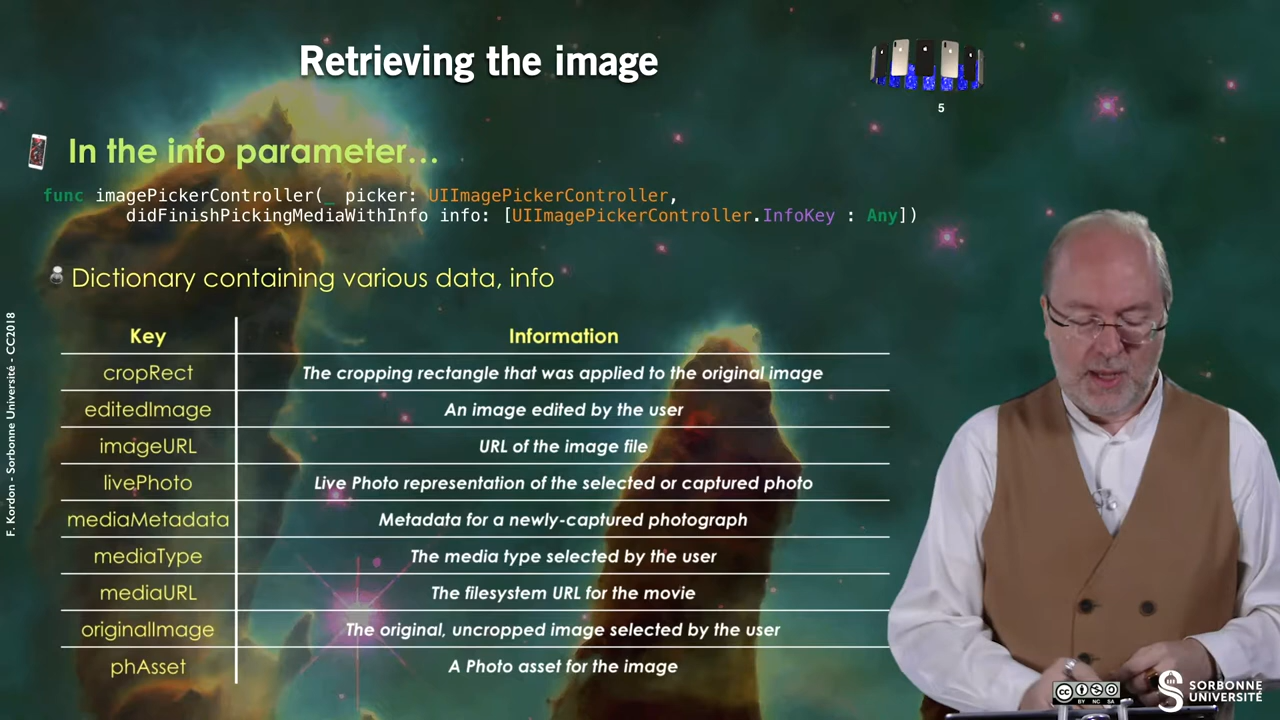 Retrieving the image
5
In the info parameter...
func imagePickerController(_ picker: UIImagePickerController,
didFinishPickingMediaWithInfo info: [UIImagePickerController.InfoKey : Any])
Dictionary containing various data, info
Key Information
cropRect The cropping rectangle that was applied to the original image
editedImage An image edited by the user
imageURL URL of the image file
livePhoto Live Photo representation of the selected or captured photo
mediaMetadata Metadata for a newly-captured photograph
mediaType The media type selected by the user
mediaURL The filesystem URL for the movie
originalImage The original, uncropped image selected by the user
phAsset A Photo asset for the image
F. Kordon - Sorbonne Université - CC2018
CC BY NC SA
SORBONNE
UNIVERSITÉ